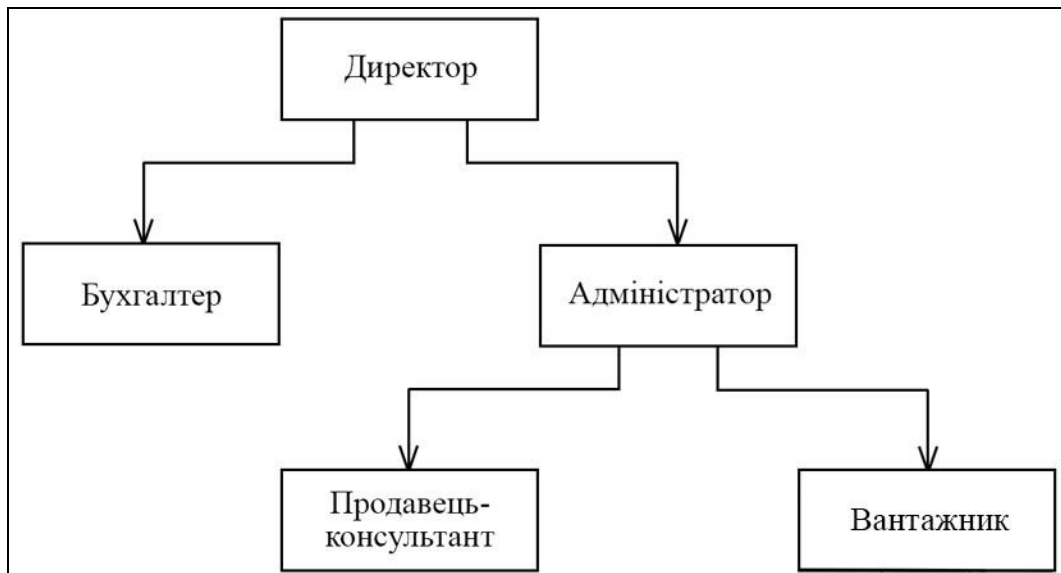 Директор
Бухгалтер
Адміністратор
Продавець-
консультант
Вантажник